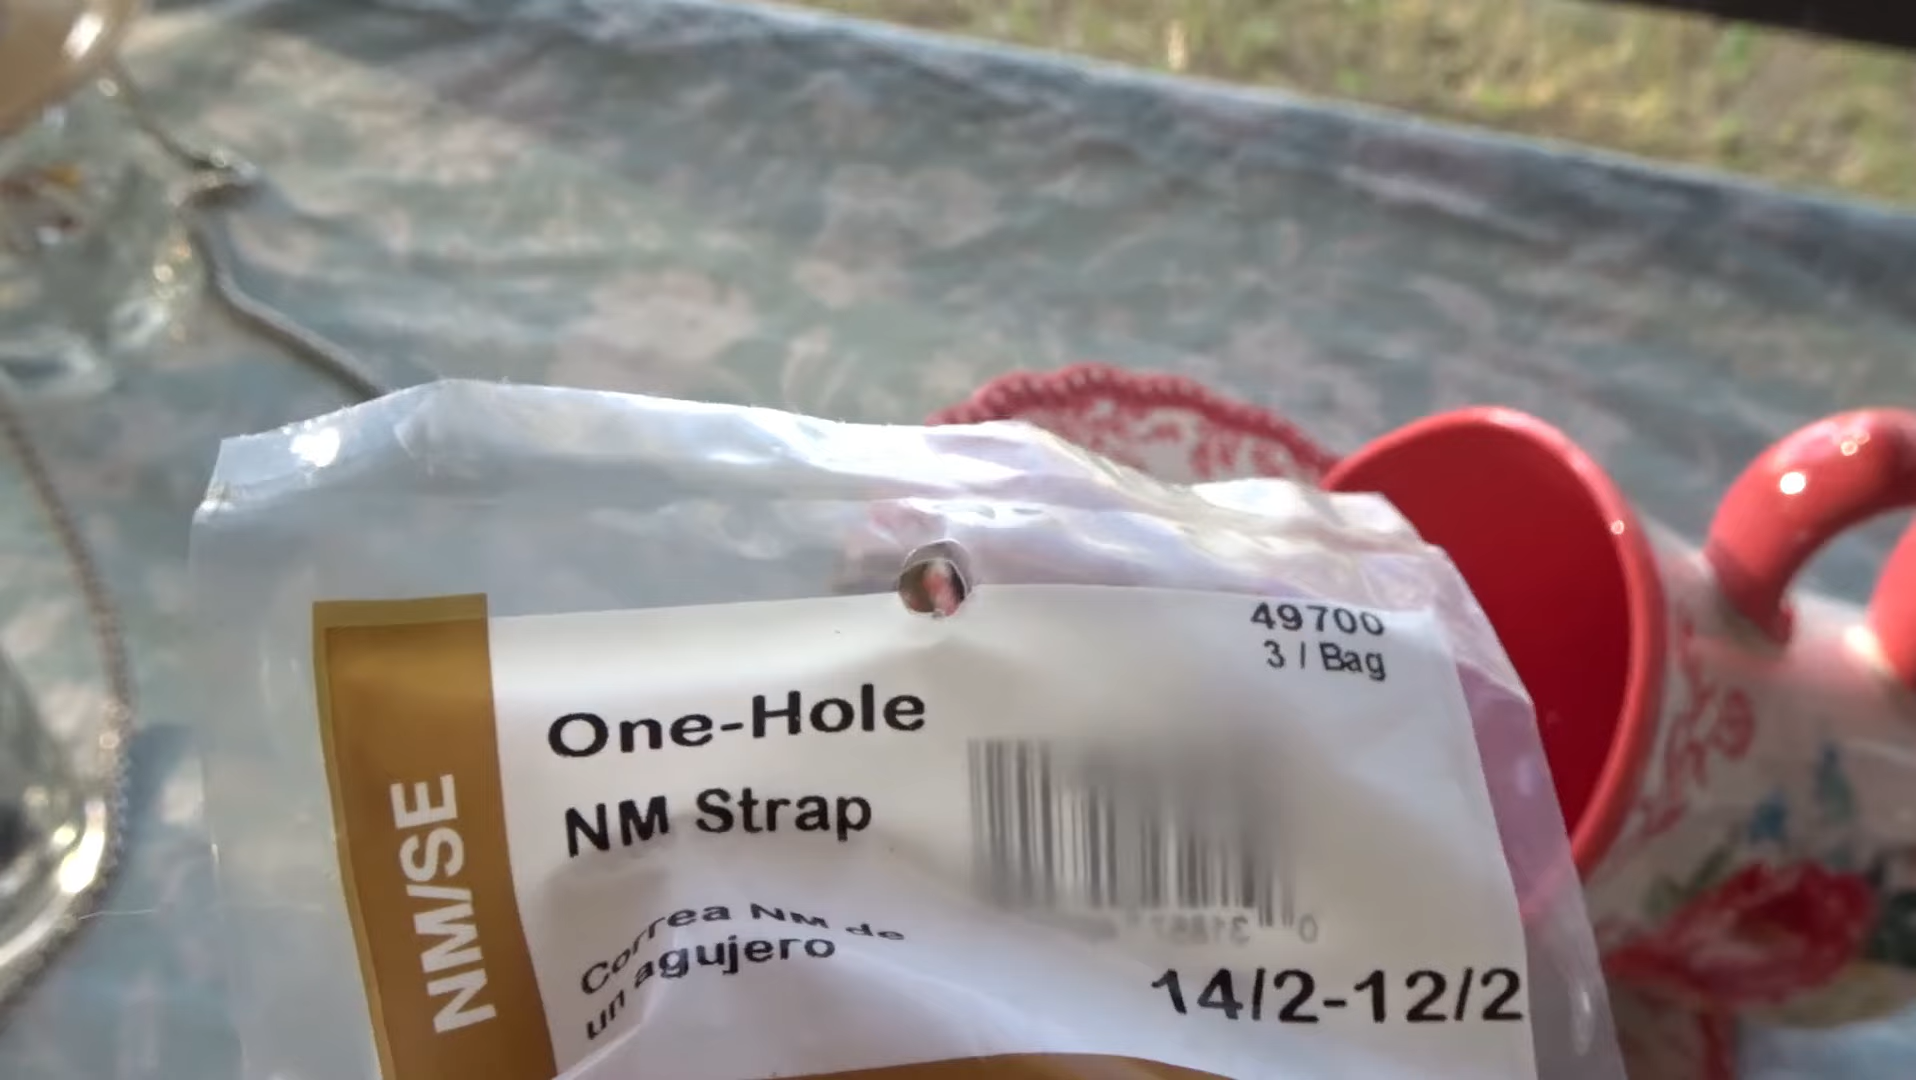 49700
3 / Bag
One-Hole
NM Strap
NM/SE
Correa NM de
un agujero
14/2-12/2